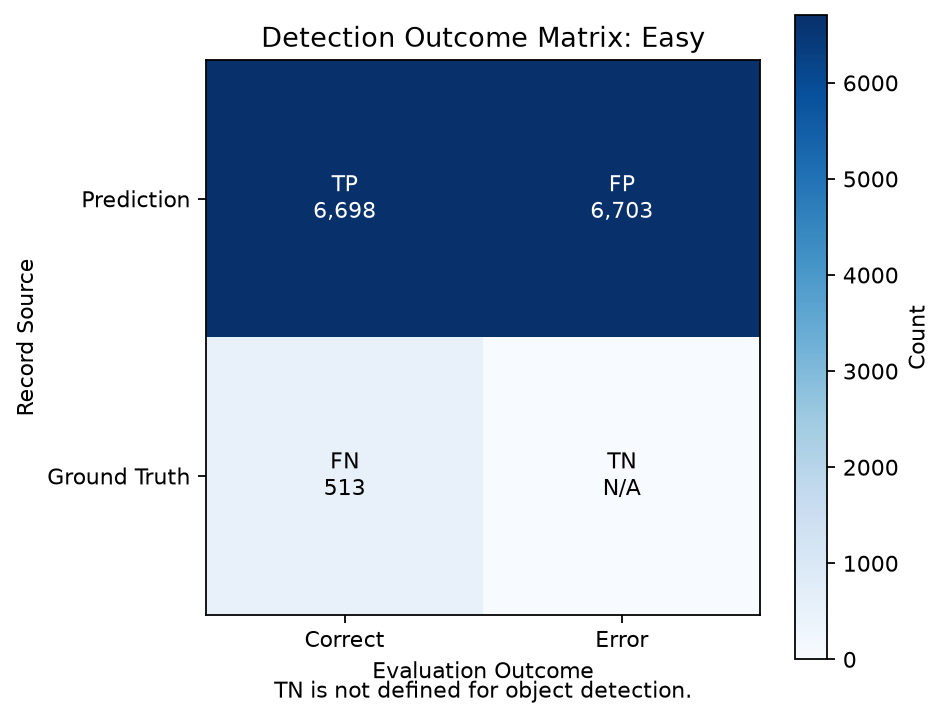 Detection Outcome Matrix: Easy
Prediction
TP
6,698
FP
6,703
Ground Truth
FN
513
TN
N/A
Record Source
Correct
Error
Evaluation Outcome
TN is not defined for object detection.
6000
5000
4000
3000
2000
1000
0
Count